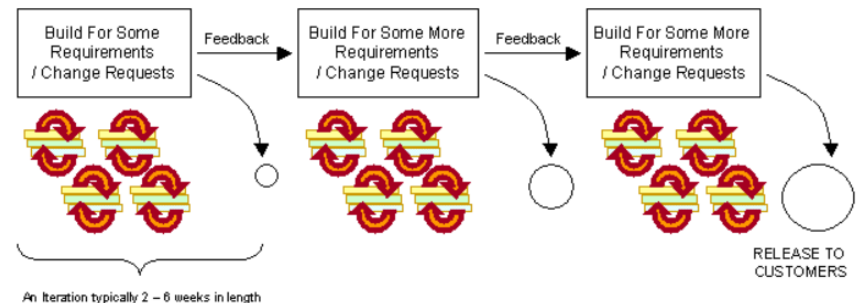 Build For Some
Requirements
/ Change Requests
Feedback
Build For Some More
Requirements
/ Change Requests
Feedback
Build For Some More
Requirements
/ Change Requests
RELEASE TO
CUSTOMERS
An Iteration typically 2 – 6 weeks in length